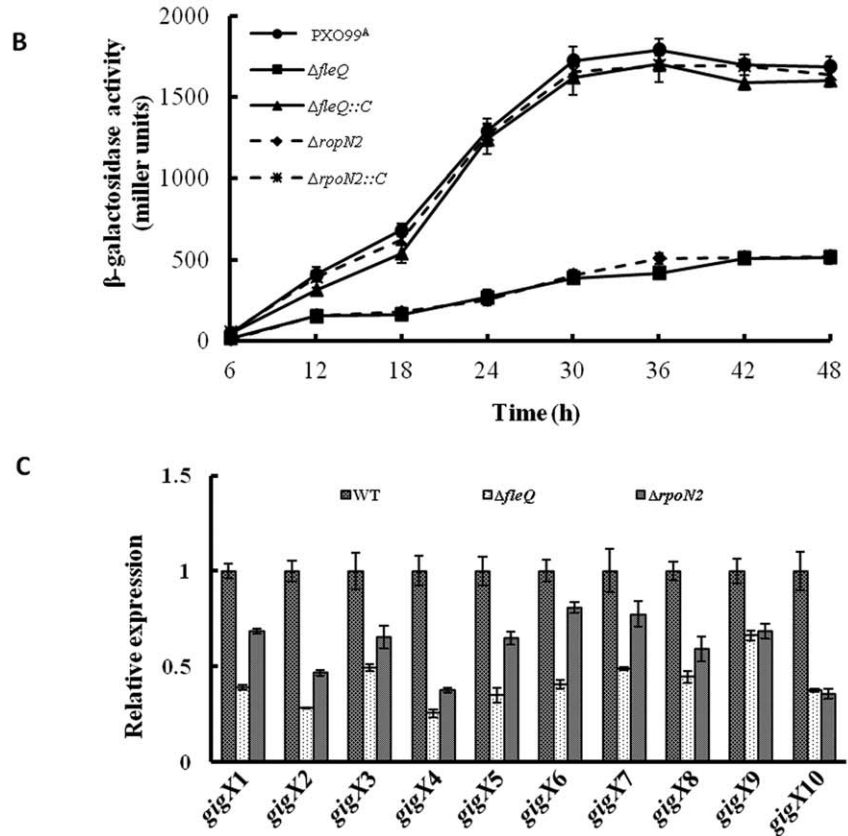 B
β-galactosidase activity
(miller units)
2000
1500
1000
500
0
PXO99ᴬ
ΔfleQ
ΔfleQ::C
ΔropN2
ΔrpoN2::C
6 12 18 24 30 36 42 48
Time (h)
C
Relative expression
1.5
1
0.5
0
WT ΔfleQ ΔrpoN2
gigX1 gigX2 gigX3 gigX4 gigX5 gigX6 gigX7 gigX8 gigX9 gigX10